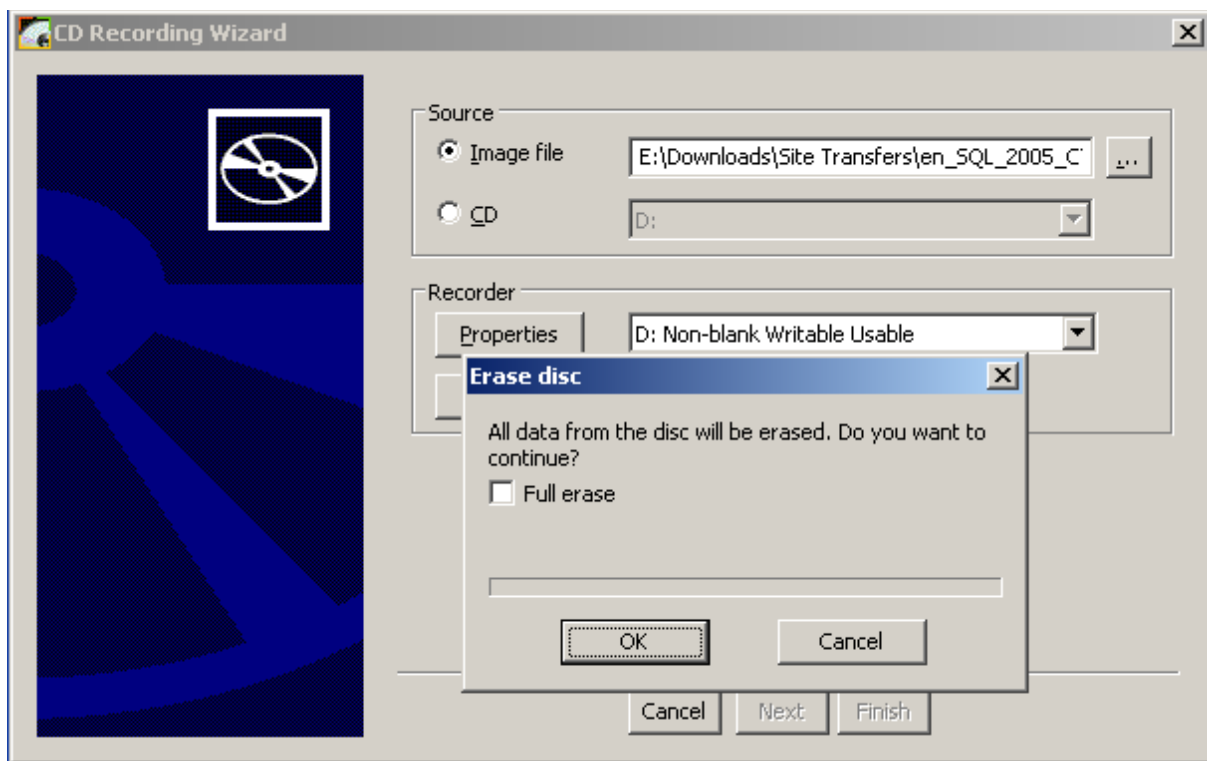 CD Recording Wizard
Source
Image file
E:\Downloads\Site Transfers\en_SQL_2005_C
...
CD
D:
Recorder
Properties
D: Non-blank Writable Usable
Erase disc
All data from the disc will be erased. Do you want to
continue?
Full erase
OK
Cancel
Cancel
Next
Finish